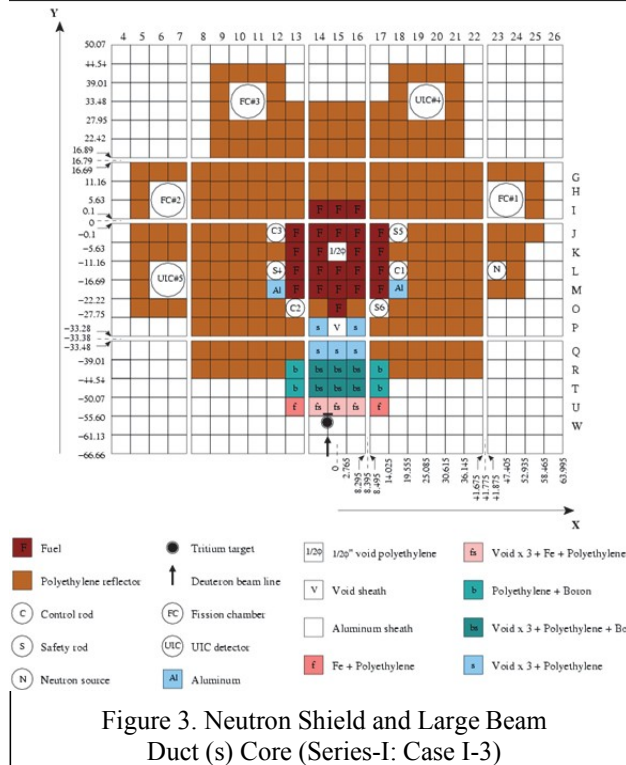 Y
4 5 6 7 8 9 10 11 12 13 14 15 16 17 18 19 20 21 22 23 24 25 26
50.07
44.54
39.01
33.48
27.95
22.42
16.89
16.79
16.69
11.16
5.63
0.1
0
-0.1
-5.63
-11.16
-16.69
-22.22
-27.75
-33.28
-33.38
-33.48
-39.01
-44.54
-50.07
-55.60
-61.13
-66.66
FC#3 UIC#4
FC#2 FC#1
UIC#5
G
H
I
J
K
L
M
O
P
Q
R
T
U
W
F F F
C3 F F F F F S5
F F 1/2φ F F
S4 F F F F F C1 N
Al F F F F F Al
C2 F S6
s V s
s s s
b bs bs bs b
b bs bs bs b
f fs fs fs f
0 2.765 8.295 8.395 8.495 14.025 19.555 25.085 30.615 36.145 41.675 41.775 41.875 47.405 52.935 58.465 63.995
X
F Fuel
Tritium target
1/2φ 1/2φ" void polyethylene
fs Void x 3 + Fe + Polyethylene
Polyethylene reflector
Deuteron beam line
V Void sheath
b Polyethylene + Boron
C Control rod
FC Fission chamber
Aluminum sheath
bs Void x 3 + Polyethylene + Bo
S Safety rod
UIC UIC detector
f Fe + Polyethylene
s Void x 3 + Polyethylene
N Neutron source
Al Aluminum
Figure 3. Neutron Shield and Large Beam
Duct (s) Core (Series-I: Case I-3)